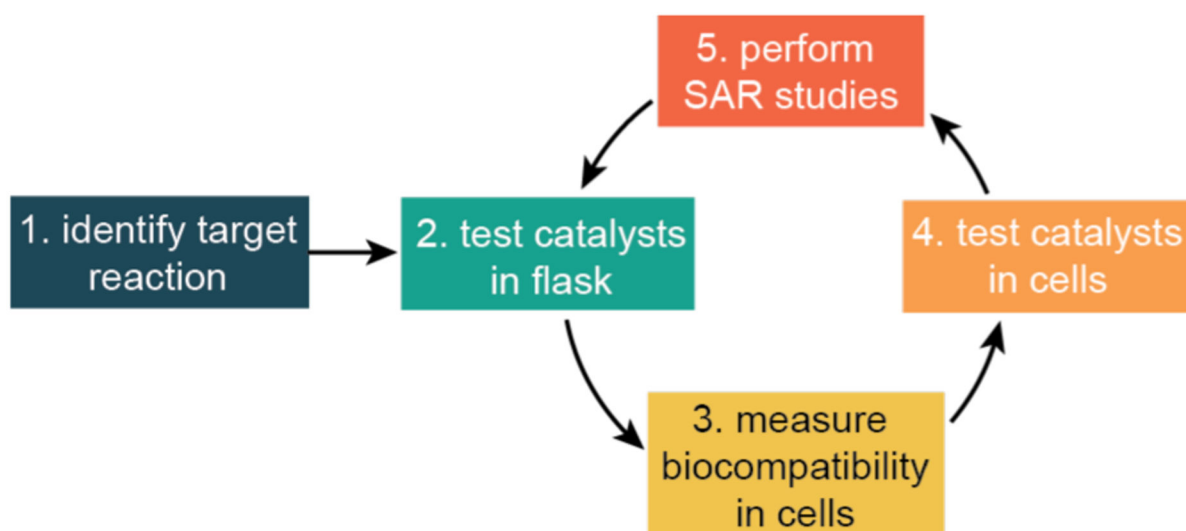 1. identify target
reaction
2. test catalysts
in flask
3. measure
biocompatibility
in cells
4. test catalysts
in cells
5. perform
SAR studies